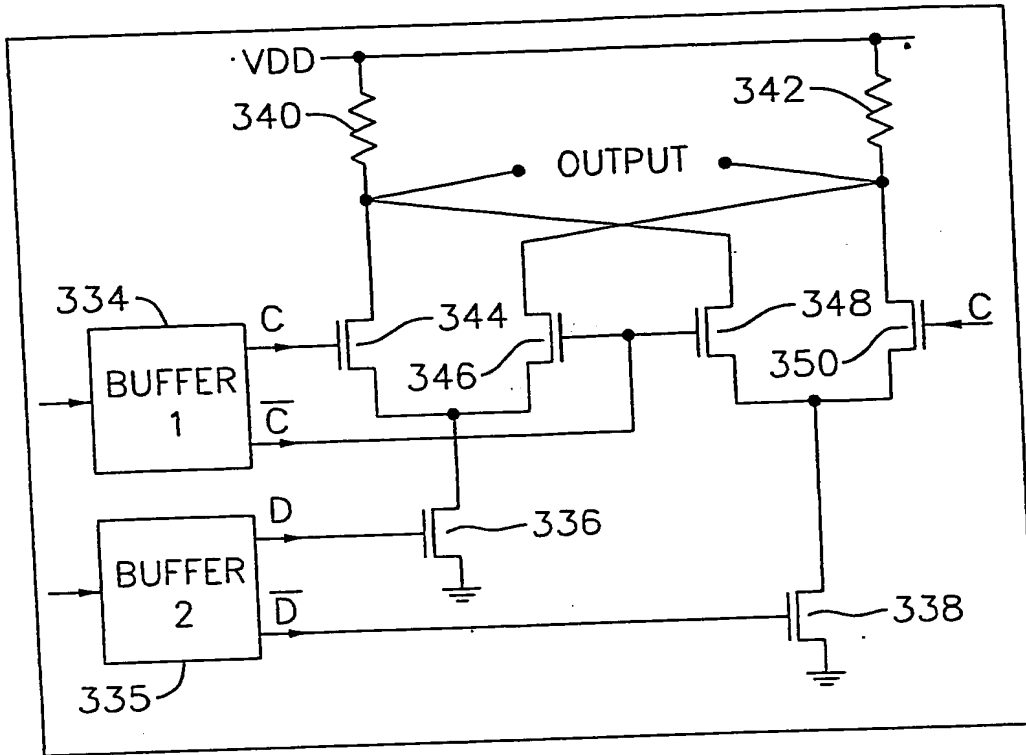 VDD
340
342
OUTPUT
334
C
344
348
C
346
350
BUFFER
1
C̅
D
336
BUFFER
2
D̅
338
335